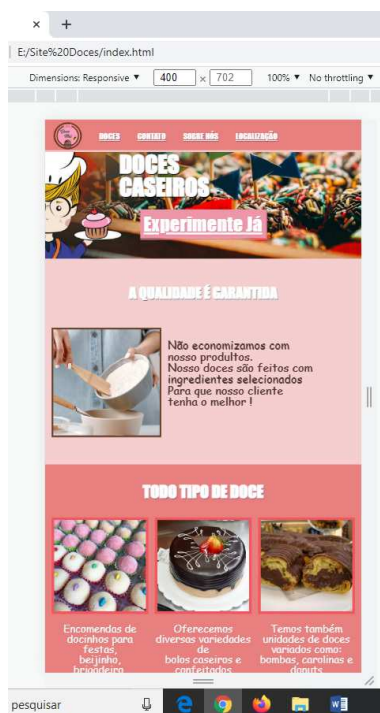 × +
E:/Site%20Doces/index.html
Dimensions: Responsive ▼ 400 × 702 100% ▼ No throttling ▼
DOCES CONTATO SOBRE NÓS LOCALIZAÇÃO
DOCES
CASEIROS
Experimente Já
A QUALIDADE É GARANTIDA
Não economizamos com
nosso produltos.
Nosso doces são feitos com
ingredientes selecionados
Para que nosso cliente
tenha o melhor !
TODO TIPO DE DOCE
Encomendas de
docinhos para
festas,
beijinho,
brigadeiro
Oferecemos
diversas variedades
de
bolos caseiros e
confeitados
Temos também
unidades de doces
variados como:
bombas, carolinas e
donuts
pesquisar